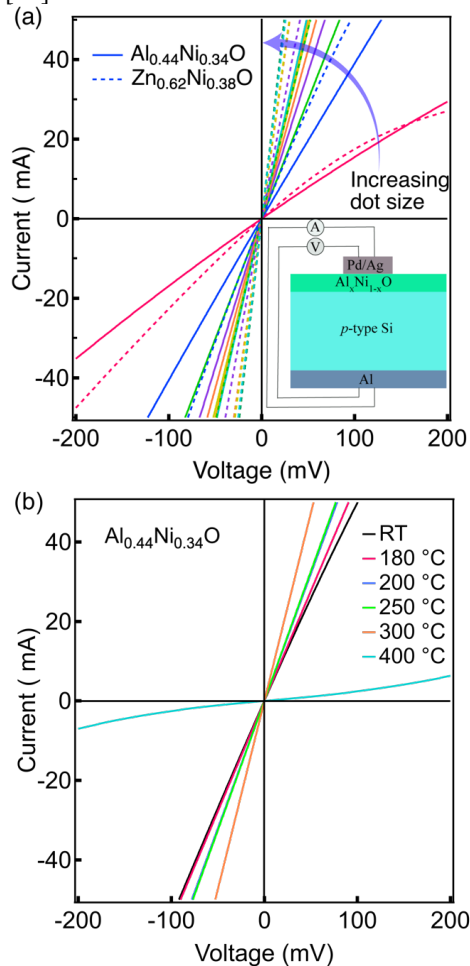 (a)
Al0.44Ni0.34O
Zn0.62Ni0.38O
Increasing
dot size
A
V
Pd/Ag
AlxNi1-xO
p-type Si
Al
40
20
0
-20
-40
Current ( mA)
-200
-100
0
100
200
Voltage (mV)
(b)
Al0.44Ni0.34O
RT
180 °C
200 °C
250 °C
300 °C
400 °C
40
20
0
-20
-40
Current ( mA)
-200
-100
0
100
200
Voltage (mV)